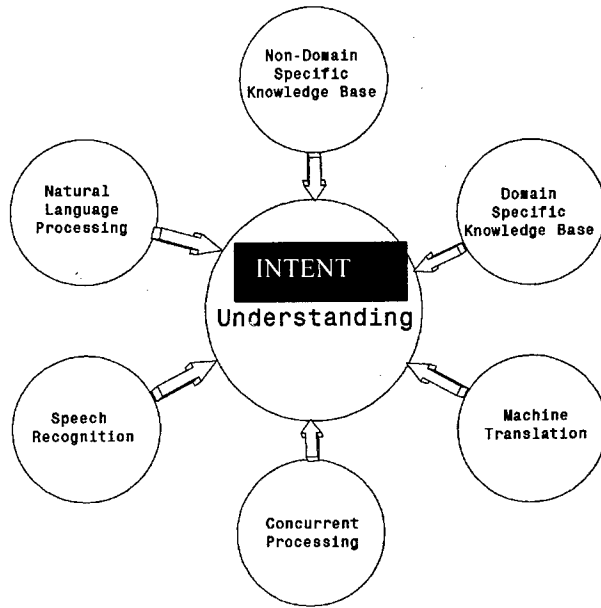 Non-Domain
Specific
Knowledge Base
Natural
Language
Processing
Domain
Specific
Knowledge Base
INTENT
Understanding
Speech
Recognition
Machine
Translation
Concurrent
Processing